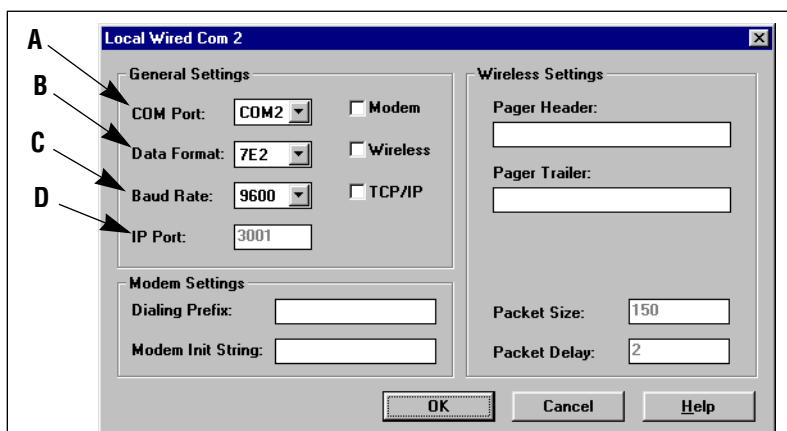 Local Wired Com 2
A
B
C
D
General Settings
COM Port: COM2
Modem
Data Format: 7E2
Wireless
Baud Rate: 9600
TCP/IP
IP Port: 3001
Modem Settings
Dialing Prefix:
Modem Init String:
Wireless Settings
Pager Header:
Pager Trailer:
Packet Size: 150
Packet Delay: 2
OK
Cancel
Help